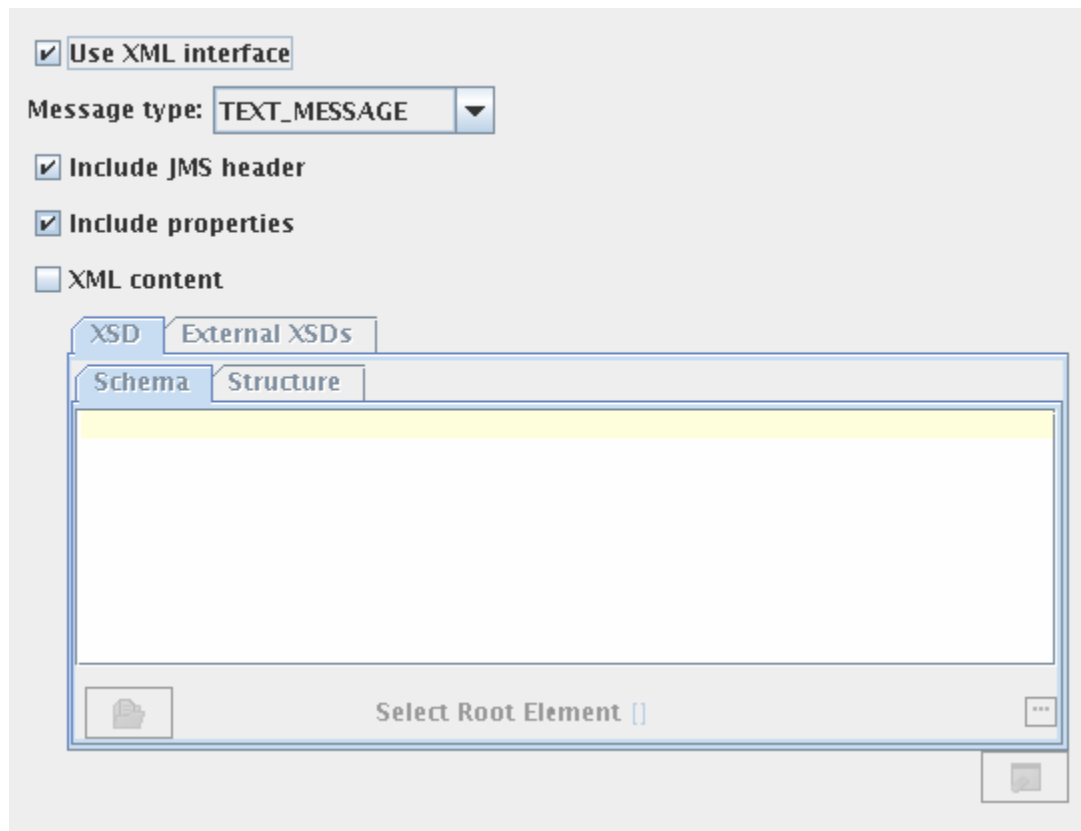 Use XML interface
Message type: TEXT_MESSAGE
Include JMS header
Include properties
XML content
XSD External XSDs
Schema Structure
Select Root Element []
...